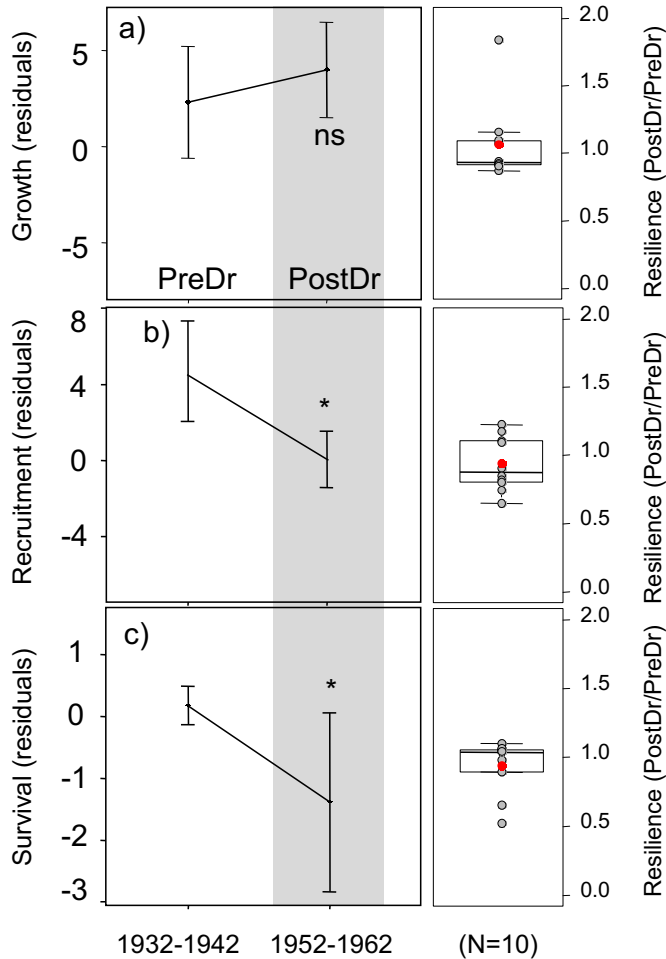 a)
Growth (residuals)
5
0
-5
ns
PreDr
PostDr
2.0
1.5
1.0
0.5
0.0
Resilience (PostDr/PreDr)
b)
Recruitment (residuals)
8
4
0
-4
*
2.0
1.5
1.0
0.5
0.0
Resilience (PostDr/PreDr)
c)
Survival (residuals)
1
0
-1
-2
-3
*
2.0
1.5
1.0
0.5
0.0
Resilience (PostDr/PreDr)
1932-1942
1952-1962
(N=10)